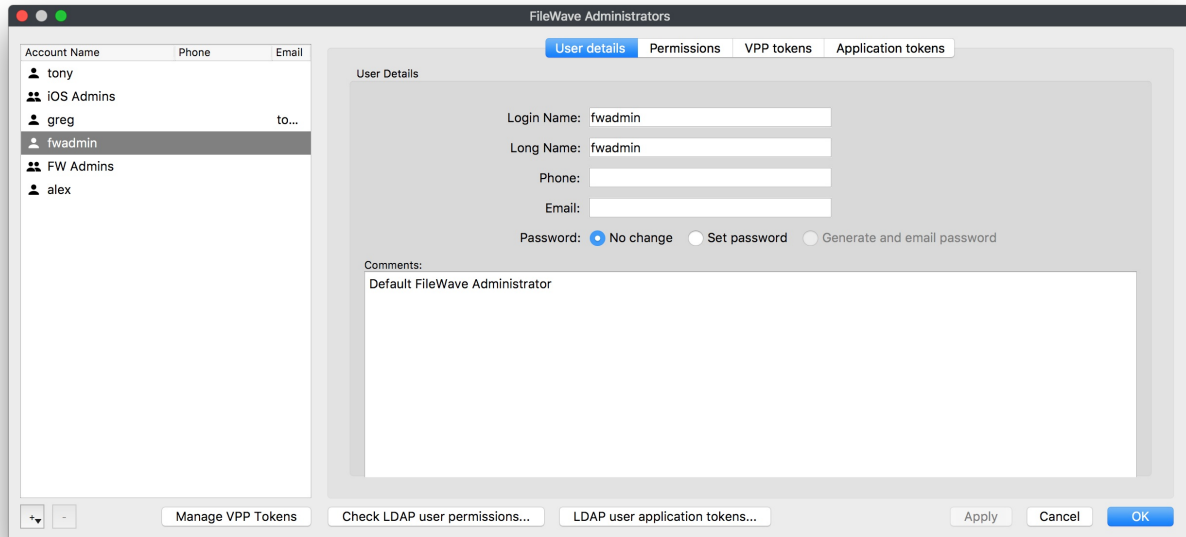 FileWave Administrators
Account Name Phone Email
tony
iOS Admins
greg to...
fwadmin
FW Admins
alex
+ -
Manage VPP Tokens
User details Permissions VPP tokens Application tokens
User Details
Login Name: fwadmin
Long Name: fwadmin
Phone:
Email:
Password: No change Set password Generate and email password
Comments:
Default FileWave Administrator
Check LDAP user permissions... LDAP user application tokens... Apply Cancel OK